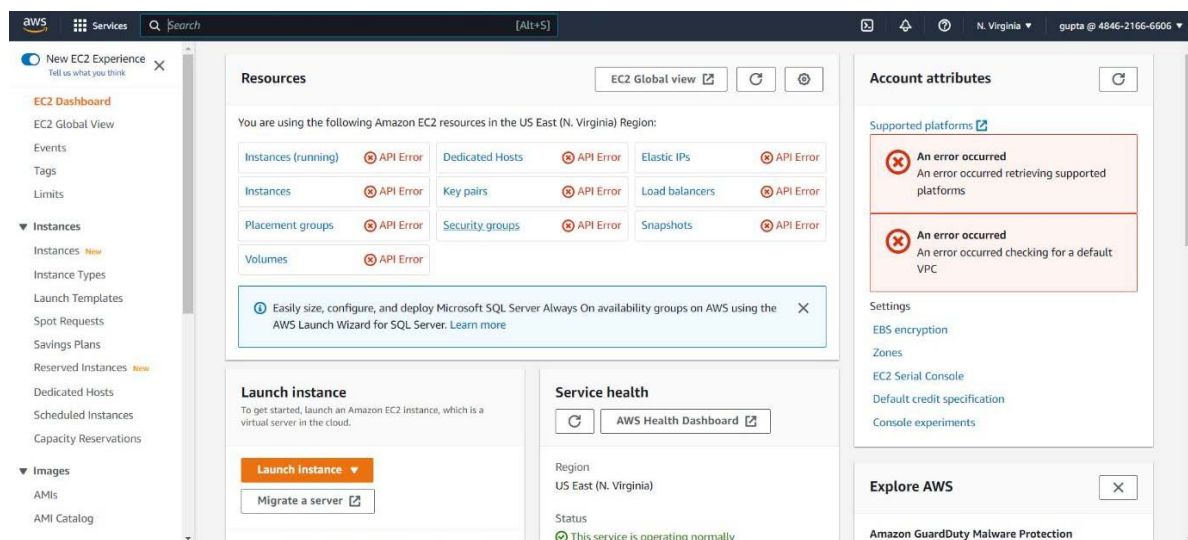 aws
Services
Search
[Alt+S]
N. Virginia
gupta @ 4846-2166-6606
New EC2 Experience
Tell us what you think
EC2 Dashboard
EC2 Global View
Events
Tags
Limits
Instances
Instances New
Instance Types
Launch Templates
Spot Requests
Savings Plans
Reserved Instances New
Dedicated Hosts
Scheduled Instances
Capacity Reservations
Images
AMIs
AMI Catalog
Resources
EC2 Global view
You are using the following Amazon EC2 resources in the US East (N. Virginia) Region:
Instances (running) API Error
Dedicated Hosts API Error
Elastic IPs API Error
Instances API Error
Key pairs API Error
Load balancers API Error
Placement groups API Error
Security groups API Error
Snapshots API Error
Volumes API Error
Easily size, configure, and deploy Microsoft SQL Server Always On availability groups on AWS using the
AWS Launch Wizard for SQL Server. Learn more
Launch instance
To get started, launch an Amazon EC2 instance, which is a
virtual server in the cloud.
Launch instance
Migrate a server
Service health
AWS Health Dashboard
Region
US East (N. Virginia)
Status
This service is operating normally
Account attributes
Supported platforms
An error occurred
An error occurred retrieving supported
platforms
An error occurred
An error occurred checking for a default
VPC
Settings
EBS encryption
Zones
EC2 Serial Console
Default credit specification
Console experiments
Explore AWS
Amazon GuardDuty Malware Protection